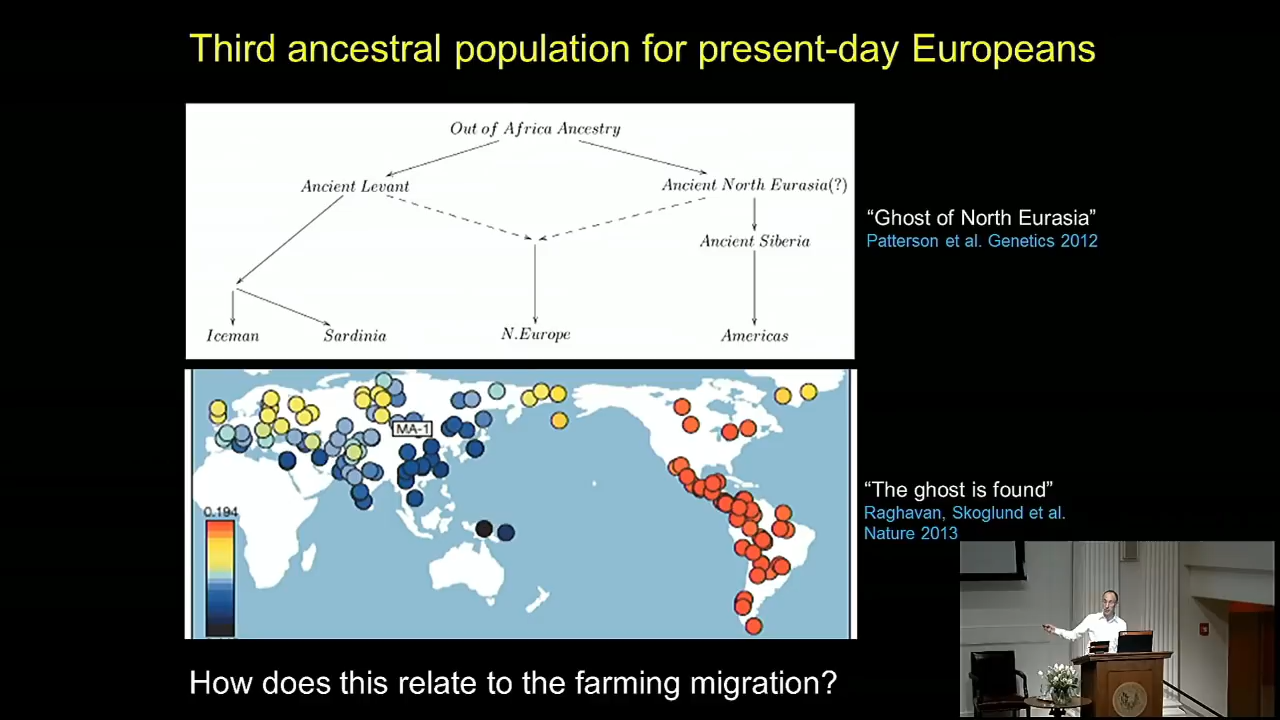 Third ancestral population for present-day Europeans
Out of Africa Ancestry
Ancient Levant
Ancient North Eurasia(?)
Ancient Siberia
Iceman
Sardinia
N.Europe
Americas
“Ghost of North Eurasia”
Patterson et al. Genetics 2012
MA-1
0.194
“The ghost is found”
Raghavan, Skoglund et al.
Nature 2013
How does this relate to the farming migration?